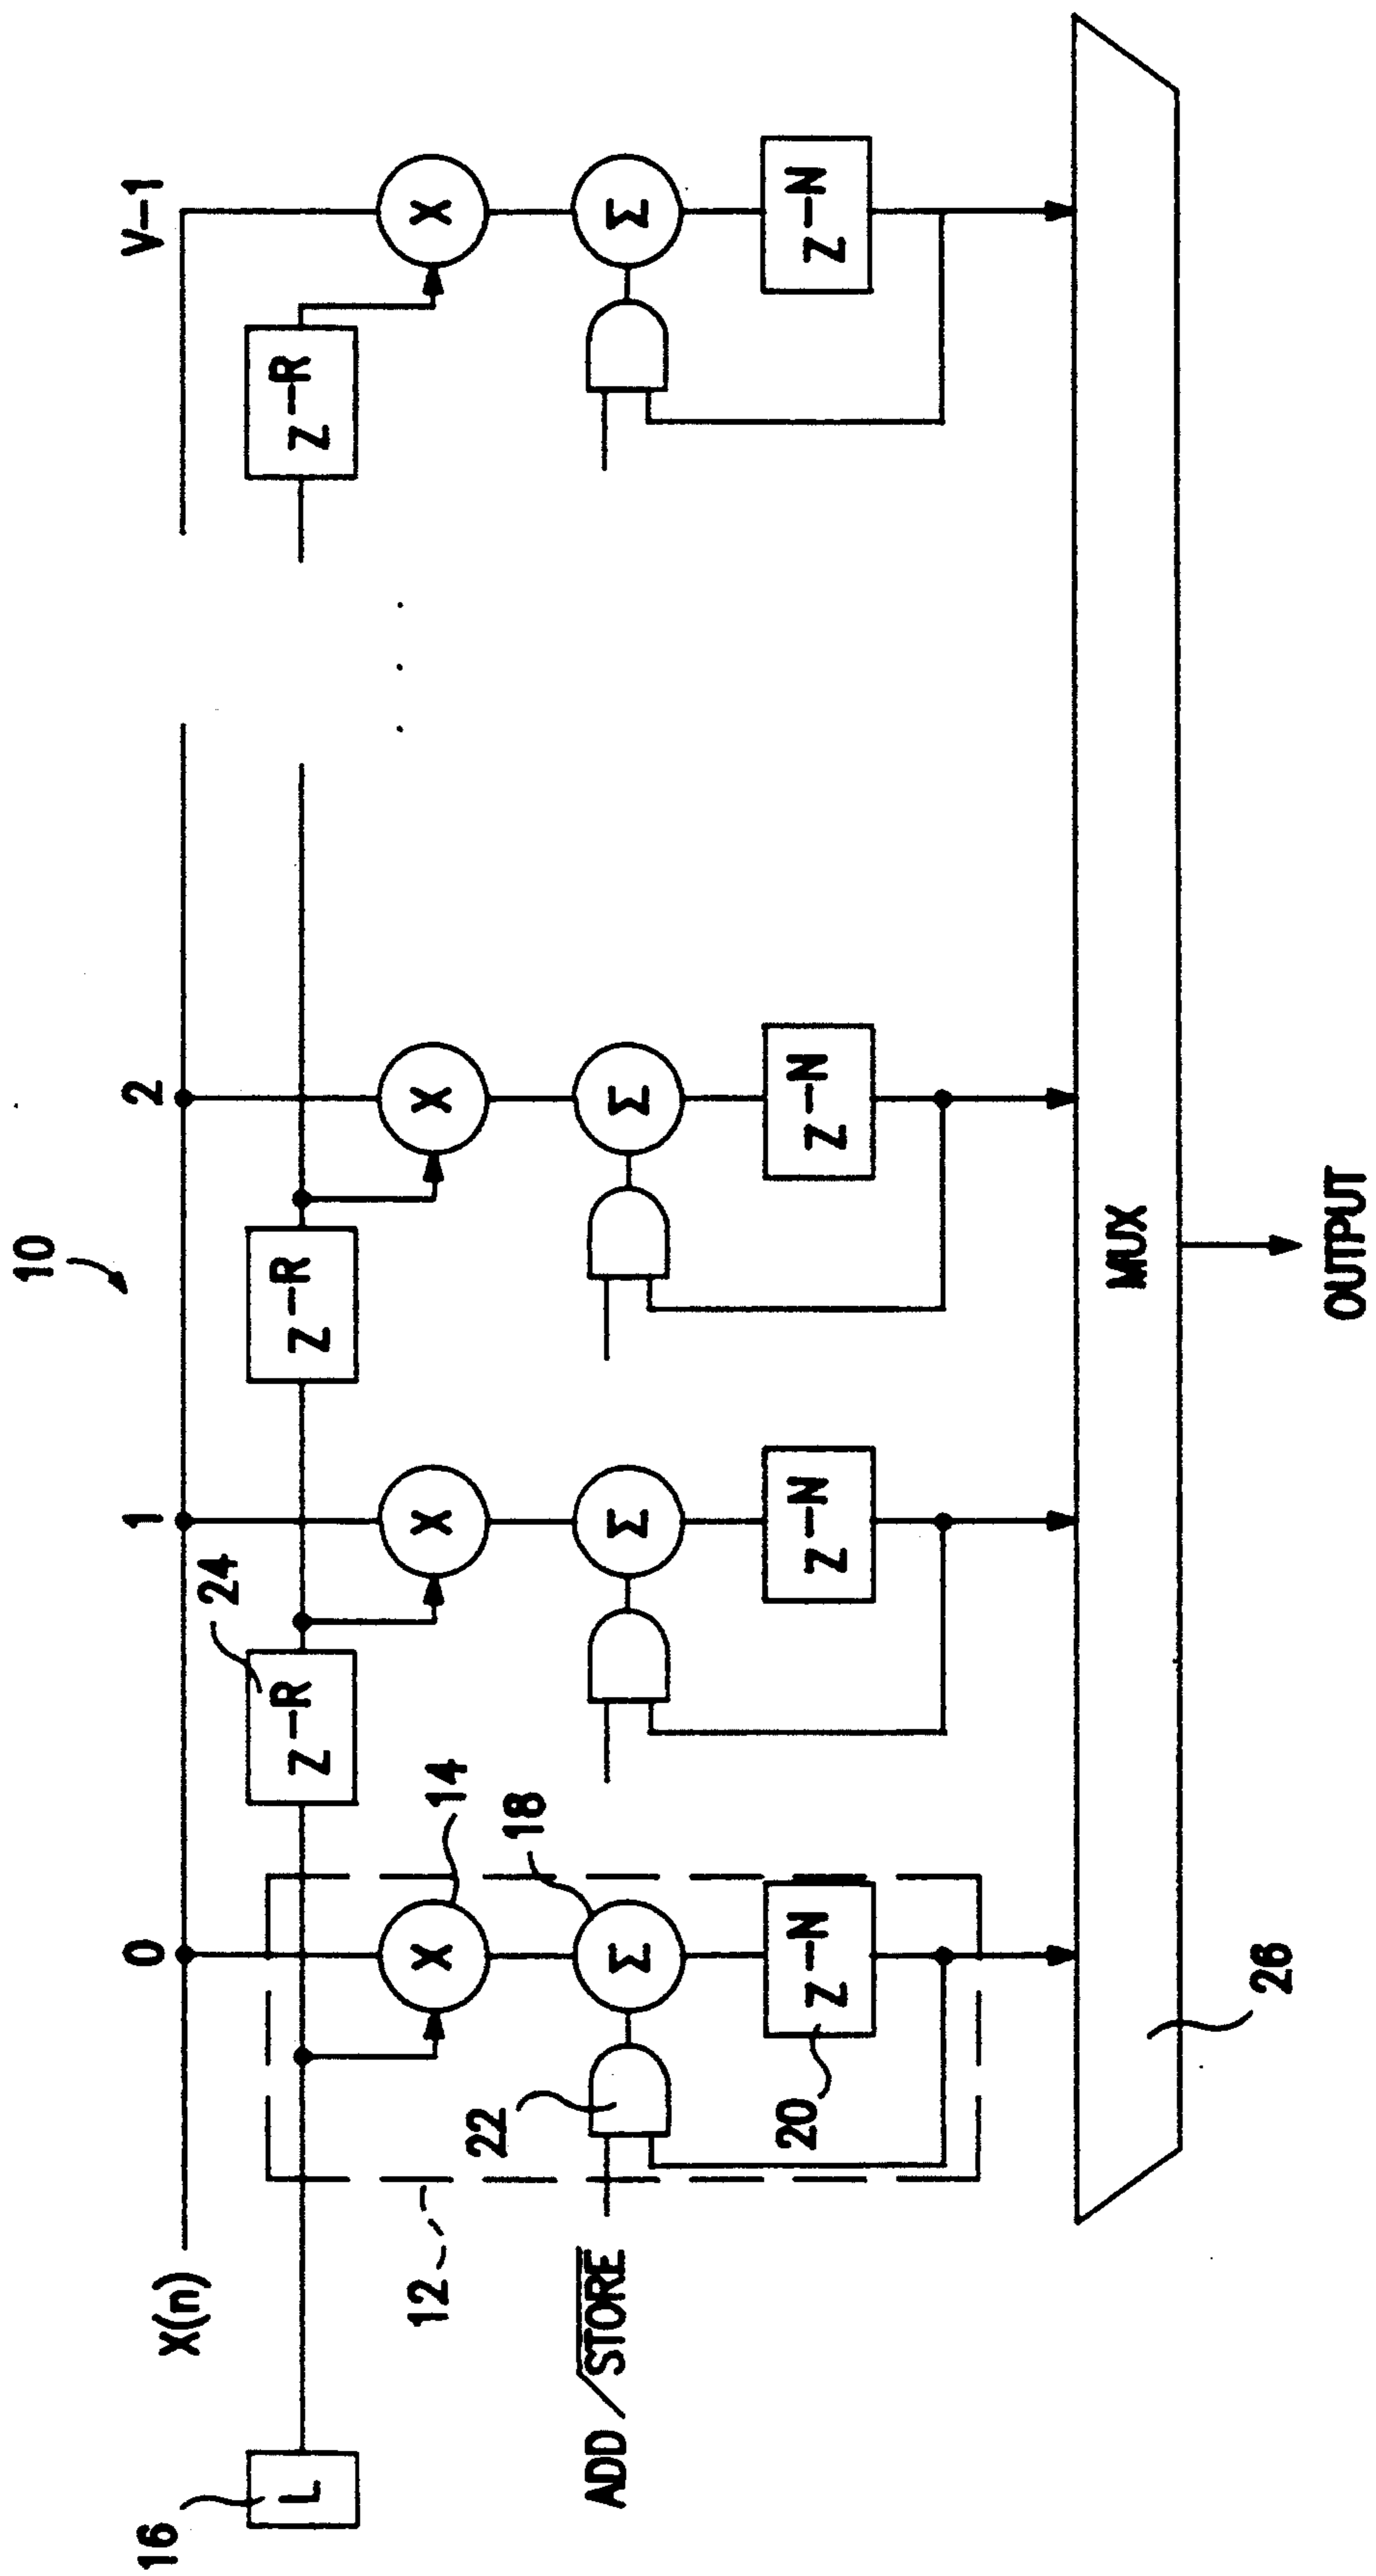 10
0
1
2
V-1
X(n)
24
16
L
Z-R
Z-R
Z-R
12
14
X
X
X
X
ADD/STORE
18
22
Σ
Σ
Σ
Σ
20
Z-N
Z-N
Z-N
Z-N
MUX
26
OUTPUT